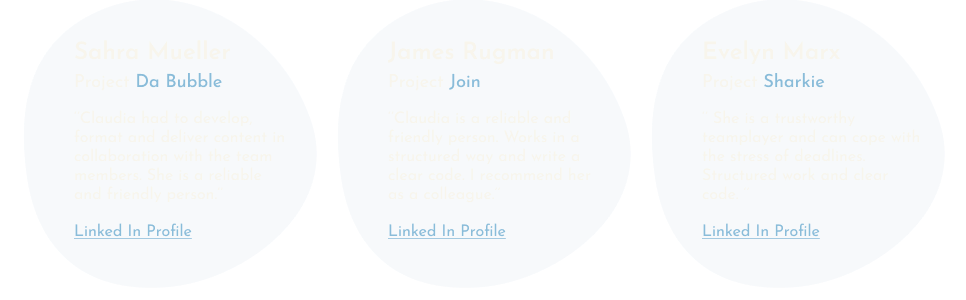 Sahra Mueller
Project Da Bubble
"Claudia had to develop
format and deliver content in
collaboration with the team
members. She is a reliable
and friendly person.
Linked In Profile
James Rugman
Project Join
"Claudia is a reliable and
friendly person. Works in a
structured way and write a
clear code. I recommend her
as a colleague.
Linked In Profile
Evelyn Marx
Project Sharkie
" She is a trustworthy
teamplayer and can cope with
the stress of deadlines.
Structured work and clear
code.
Linked In Profile